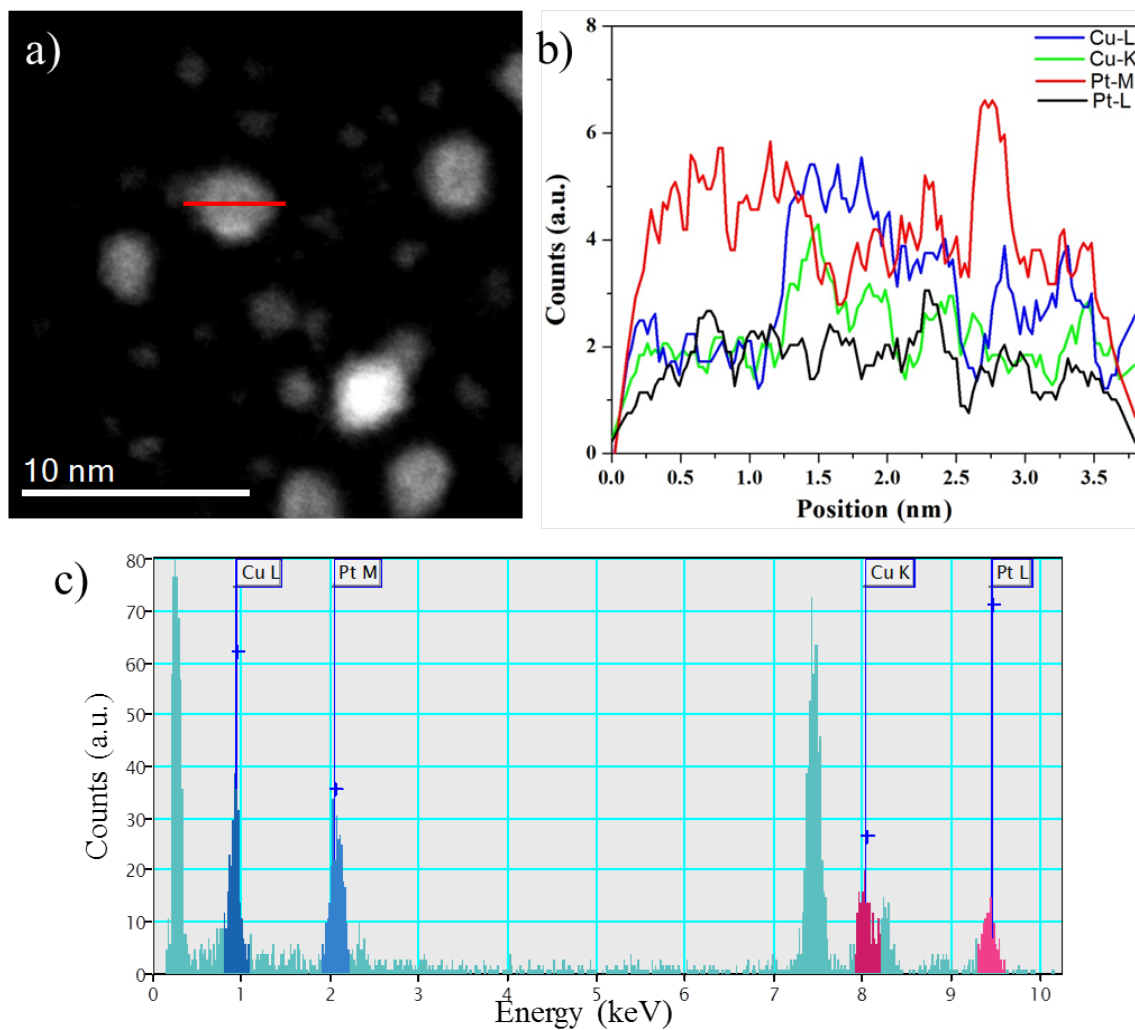 a)
10 nm
b)
Counts (a.u.)
8
6
4
2
0
Cu-L
Cu-K
Pt-M
Pt-L
0.0 0.5 1.0 1.5 2.0 2.5 3.0 3.5
Position (nm)
c)
Counts (a.u.)
80
70
60
50
40
30
20
10
0
Cu L Pt M Cu K Pt L
0 1 2 3 4 5 6 7 8 9 10
Energy (keV)